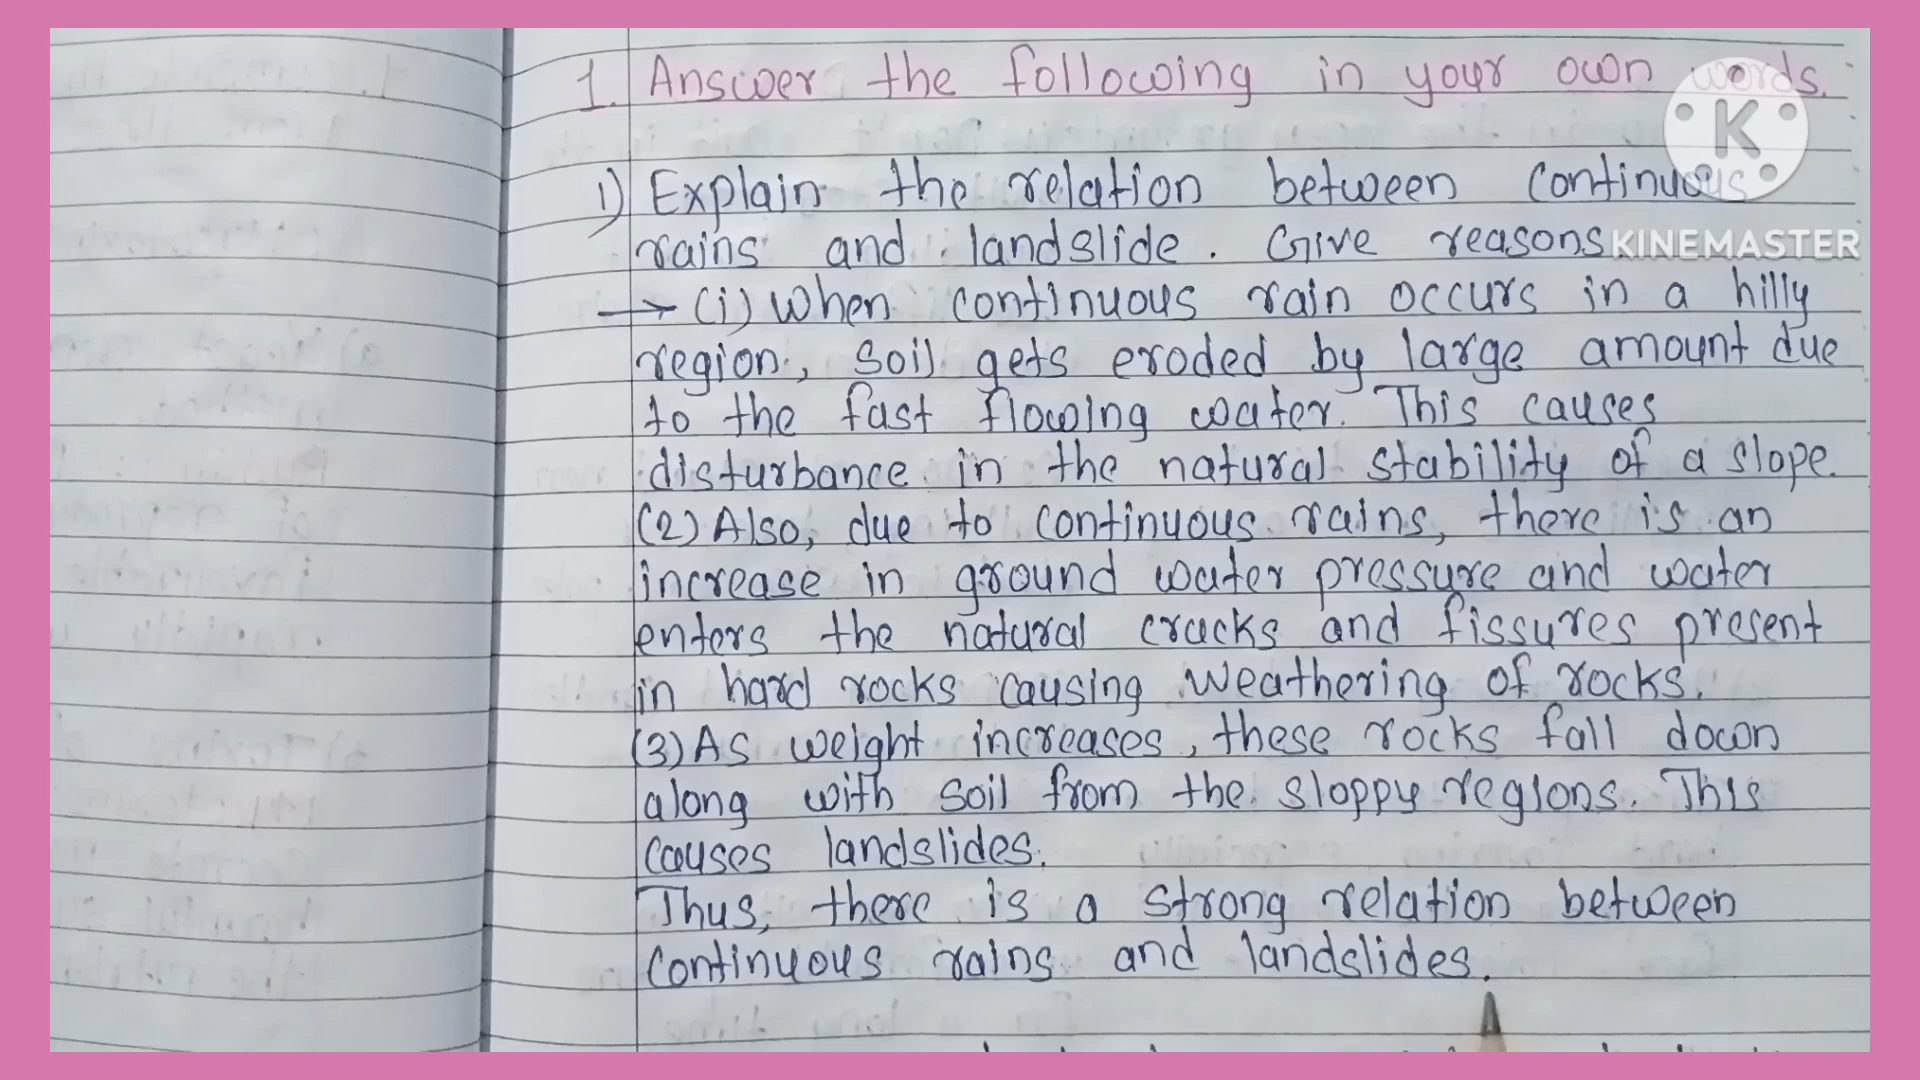 1. Answer the following in your own words.
1) Explain the relation between continuous
rains and landslide. Give reasons.
→ (i) When continuous rain occurs in a hilly
region, soil gets eroded by large amount due
to the fast flowing water. This causes
disturbance in the natural stability of a slope.
(2) Also, due to continuous rains, there is an
increase in ground water pressure and water
enters the natural cracks and fissures present
in hard rocks causing weathering of rocks.
(3) As weight increases, these rocks fall down
along with soil from the sloppy regions. This
causes landslides.
Thus, there is a strong relation between
continuous rains and landslides.
K
KINEMASTER